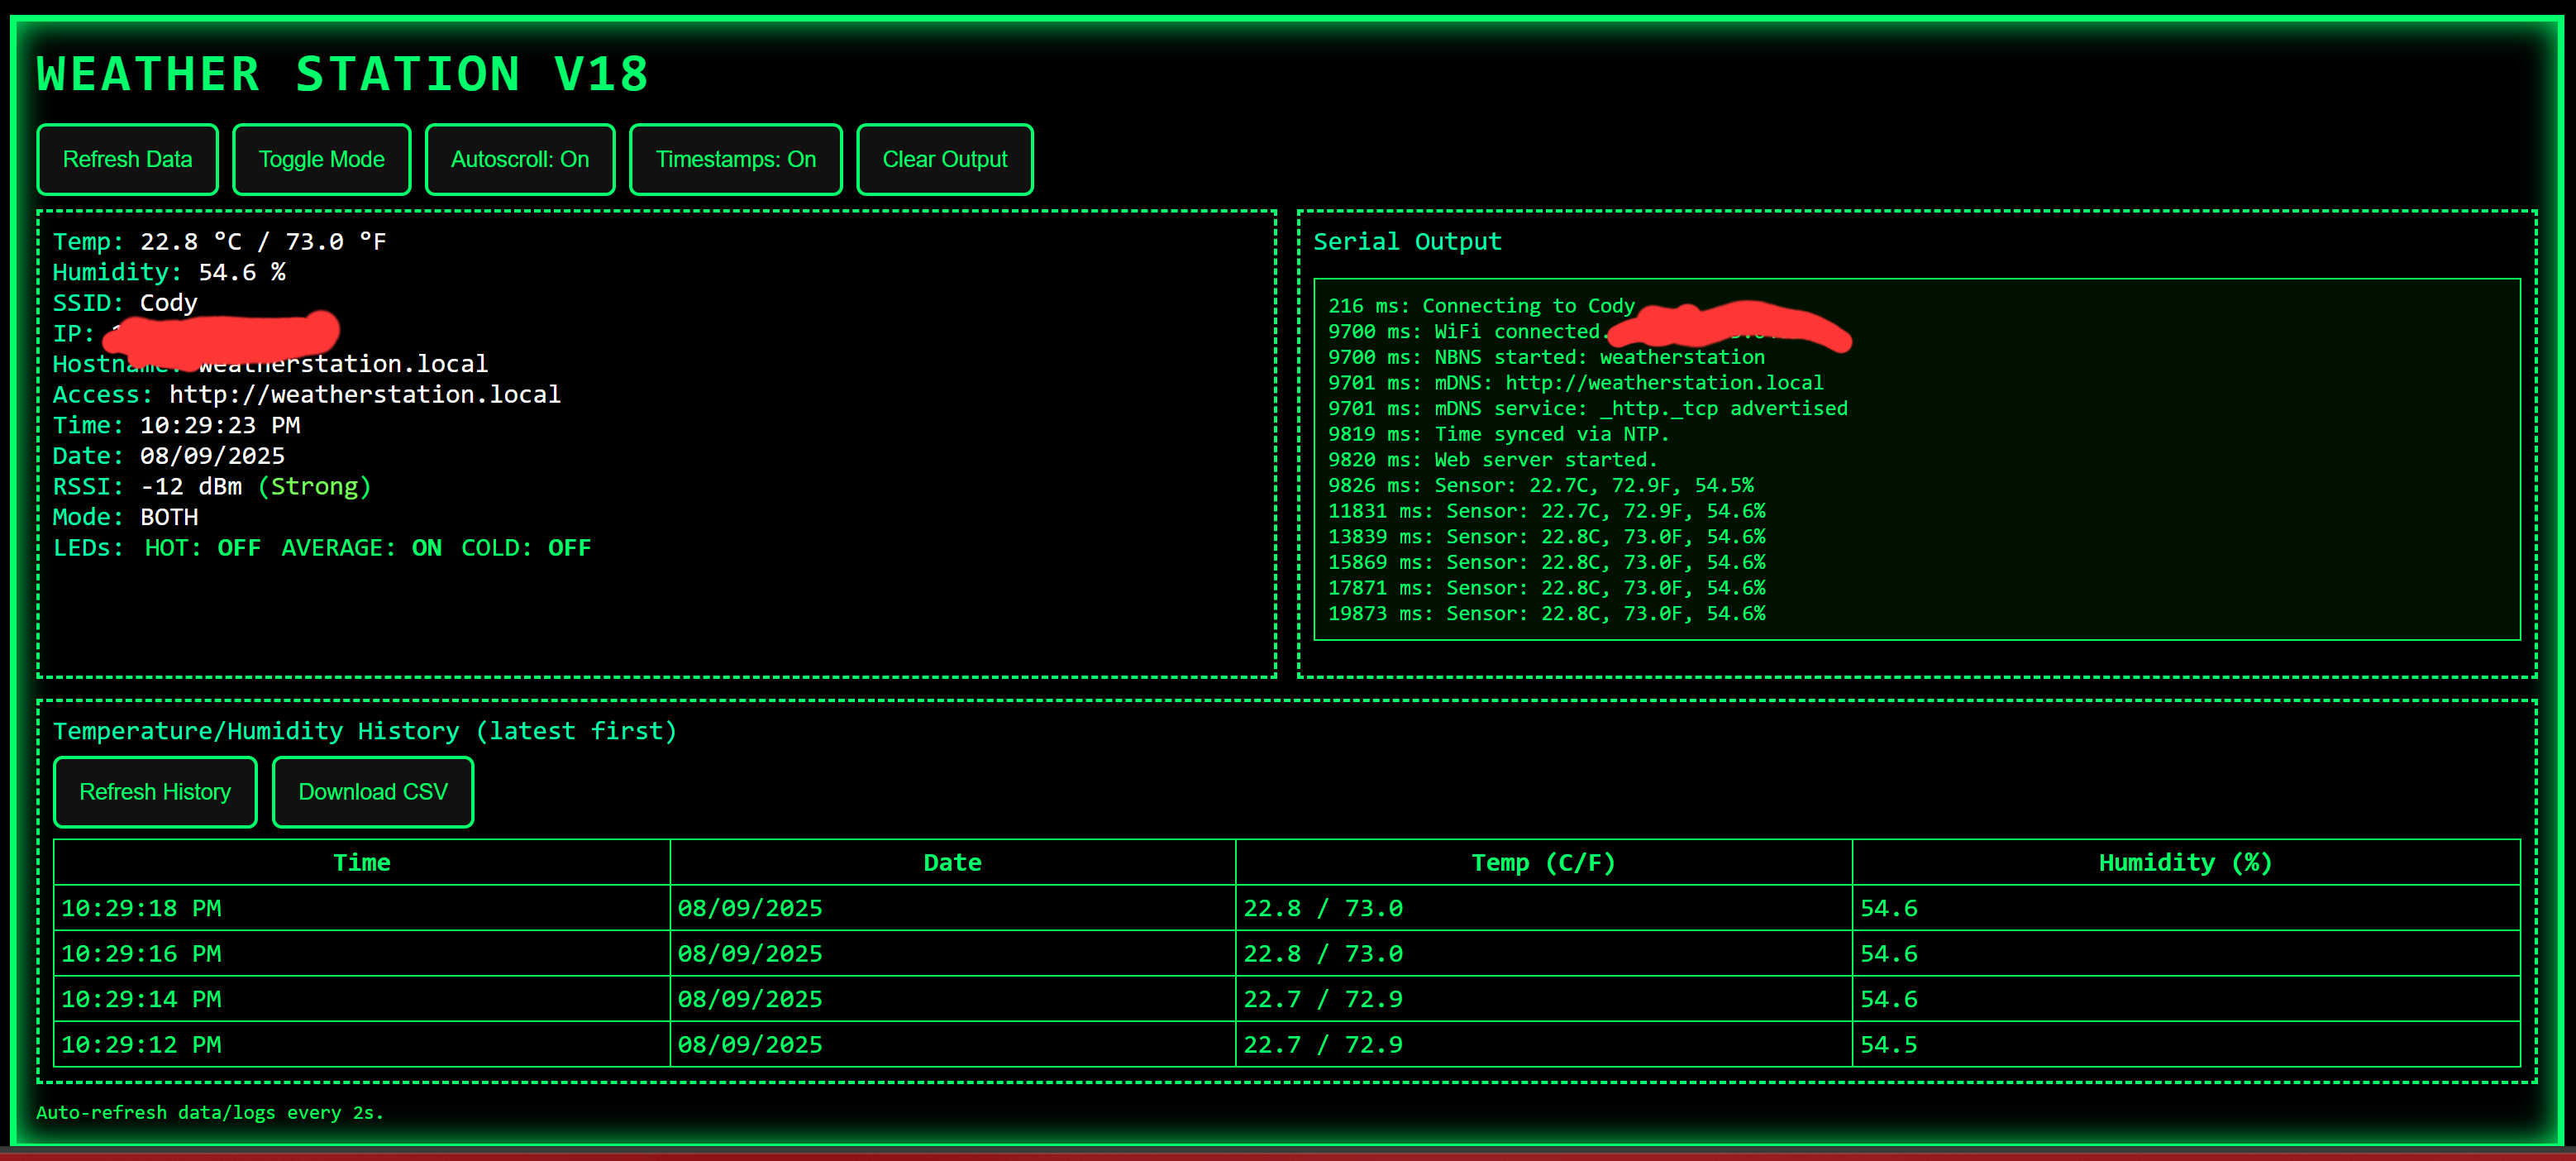 WEATHER STATION V18
Refresh Data Toggle Mode Autoscroll: On Timestamps: On Clear Output
Temp: 22.8 °C / 73.0 °F
Humidity: 54.6 %
SSID: Cody
IP:
Hostname: weatherstation.local
Access: http://weatherstation.local
Time: 10:29:23 PM
Date: 08/09/2025
RSSI: -12 dBm (Strong)
Mode: BOTH
LEDs: HOT: OFF AVERAGE: ON COLD: OFF
Serial Output
216 ms: Connecting to Cody
9700 ms: WiFi connected.
9700 ms: NBNS started: weatherstation
9701 ms: mDNS: http://weatherstation.local
9701 ms: mDNS service: _http._tcp advertised
9819 ms: Time synced via NTP.
9820 ms: Web server started.
9826 ms: Sensor: 22.7C, 72.9F, 54.5%
11831 ms: Sensor: 22.7C, 72.9F, 54.6%
13839 ms: Sensor: 22.8C, 73.0F, 54.6%
15869 ms: Sensor: 22.8C, 73.0F, 54.6%
17871 ms: Sensor: 22.8C, 73.0F, 54.6%
19873 ms: Sensor: 22.8C, 73.0F, 54.6%
Temperature/Humidity History (latest first)
Refresh History Download CSV
Time Date Temp (C/F) Humidity (%)
10:29:18 PM 08/09/2025 22.8 / 73.0 54.6
10:29:16 PM 08/09/2025 22.8 / 73.0 54.6
10:29:14 PM 08/09/2025 22.7 / 72.9 54.6
10:29:12 PM 08/09/2025 22.7 / 72.9 54.5
Auto-refresh data/logs every 2s.